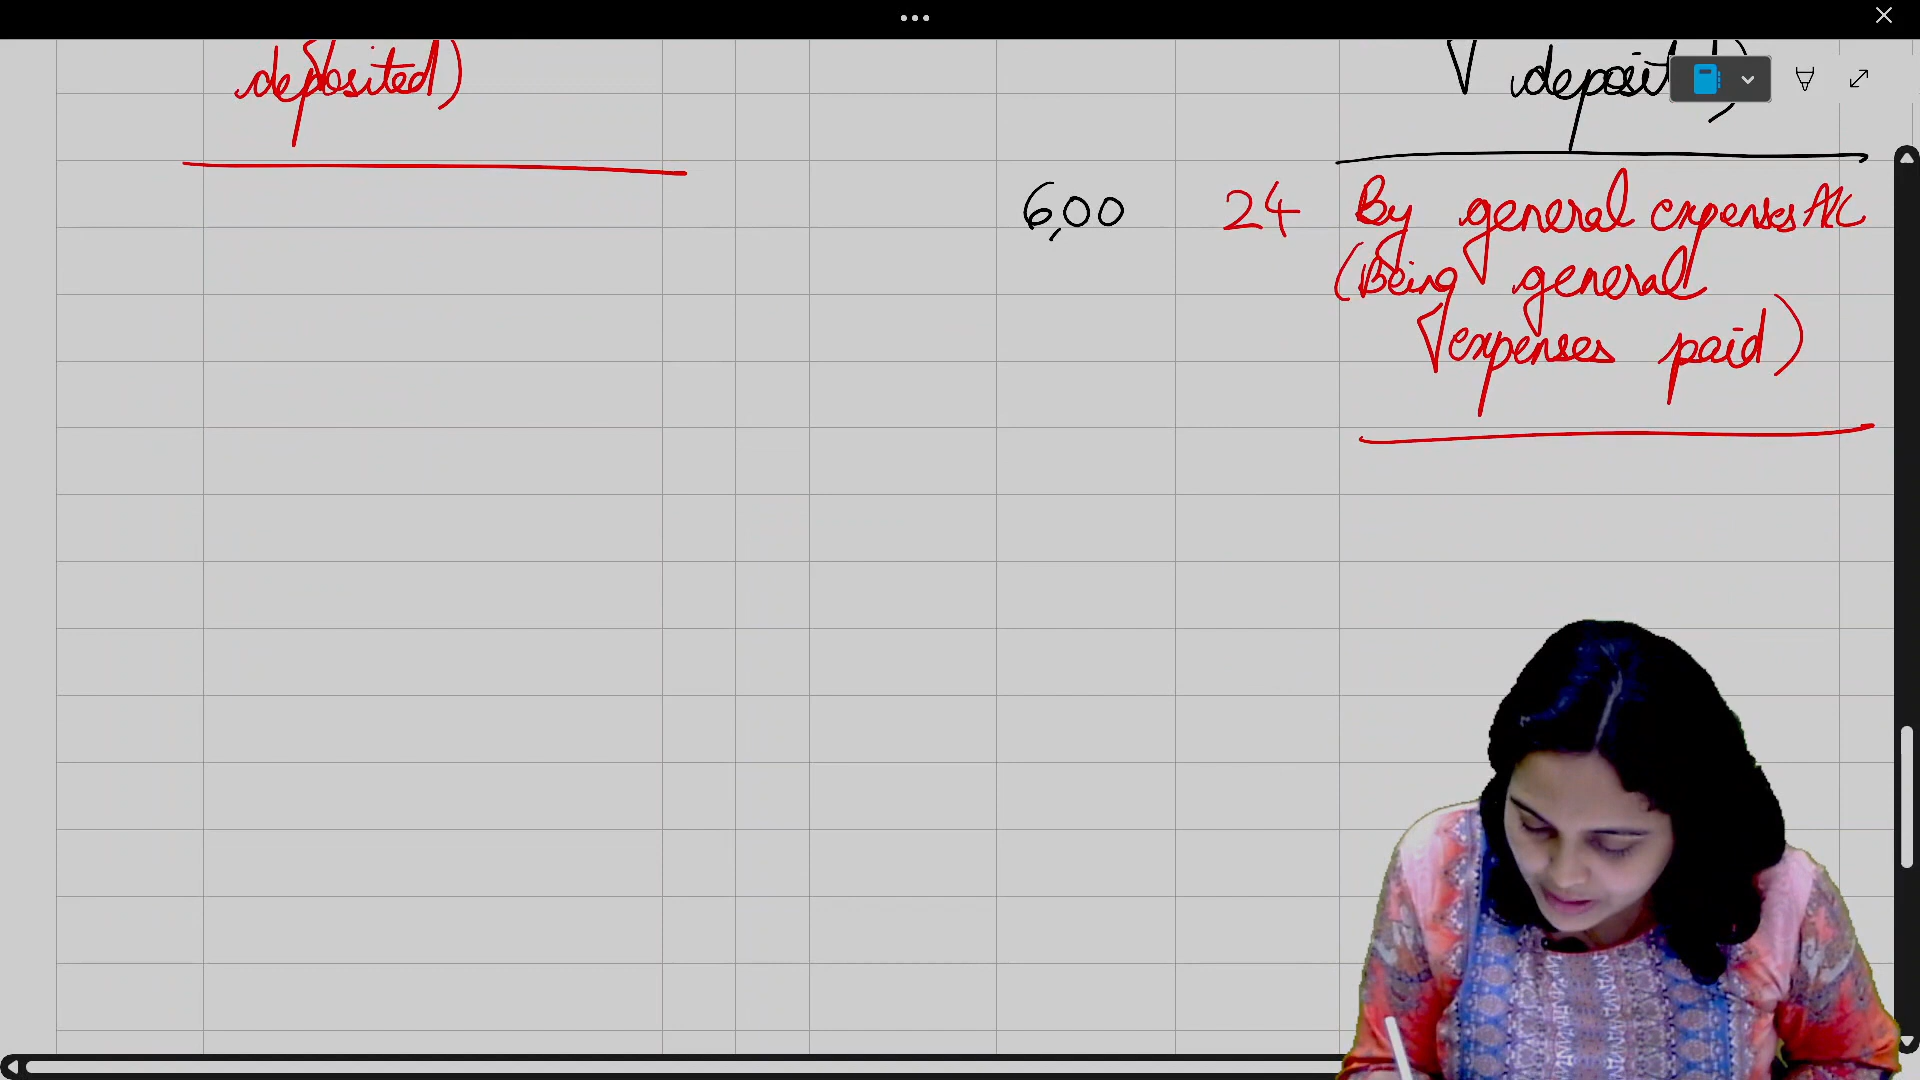 deposited)
deposit)
6,00 24 By general expenses A/C
(Being general
expenses paid)